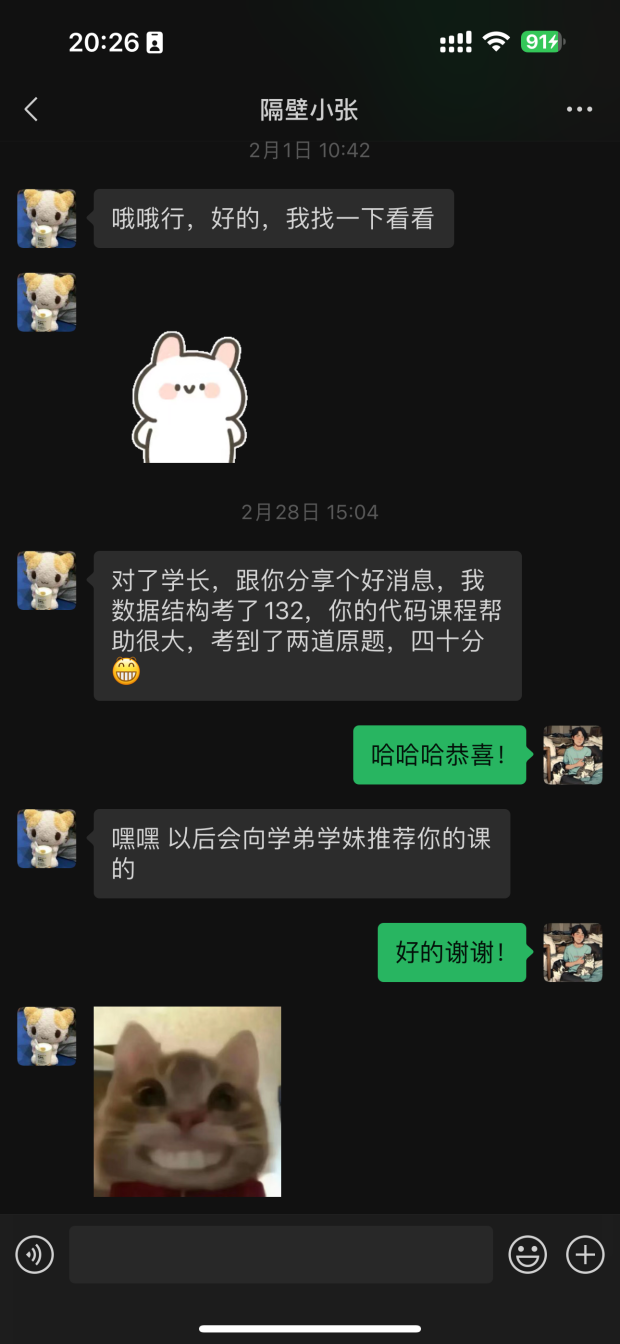 20:26
91
隔壁小张
2月1日 10:42
哦哦行，好的，我找一下看看
2月28日 15:04
对了学长，跟你分享个好消息，我
数据结构考了132，你的代码课程帮
助很大，考到了两道原题，四十分
😁
哈哈哈恭喜！
嘿嘿 以后会向学弟学妹推荐你的课
的
好的谢谢！